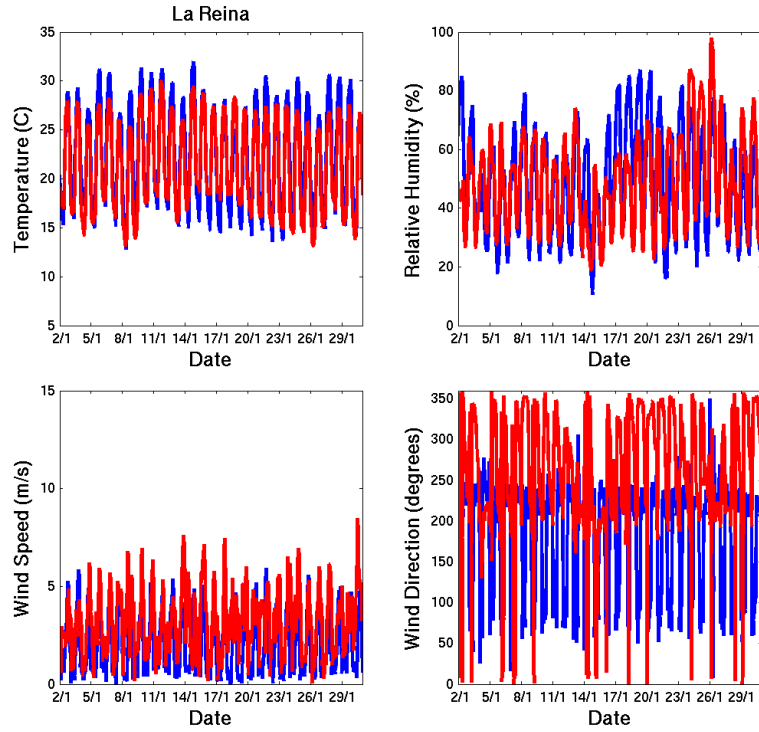 La Reina
Temperature (C)
35
30
25
20
15
10
5
2/1 5/1 8/1 11/1 14/1 17/1 20/1 23/1 26/1 29/1
Date
Relative Humidity (%)
100
80
60
40
20
0
2/1 5/1 8/1 11/1 14/1 17/1 20/1 23/1 26/1 29/1
Date
Wind Speed (m/s)
15
10
5
0
2/1 5/1 8/1 11/1 14/1 17/1 20/1 23/1 26/1 29/1
Date
Wind Direction (degrees)
350
300
250
200
150
100
50
0
2/1 5/1 8/1 11/1 14/1 17/1 20/1 23/1 26/1 29/1
Date